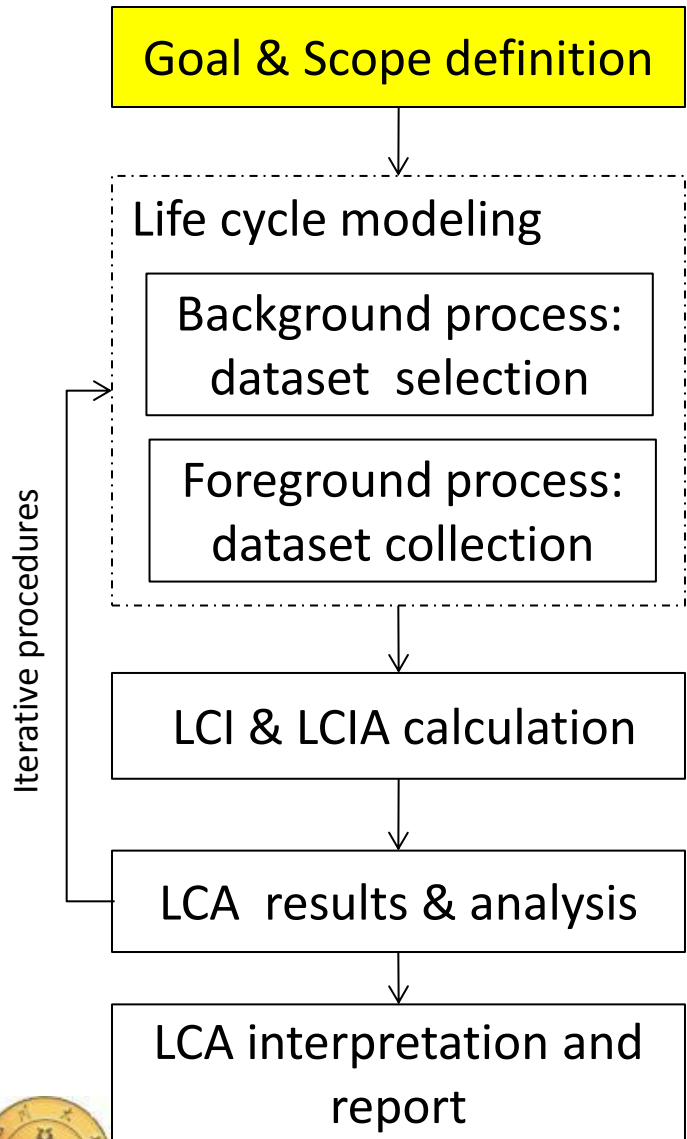 Goal & Scope definition
Life cycle modeling
Background process:
dataset selection
Foreground process:
dataset collection
Iterative procedures
LCI & LCIA calculation
LCA results & analysis
LCA interpretation and
report